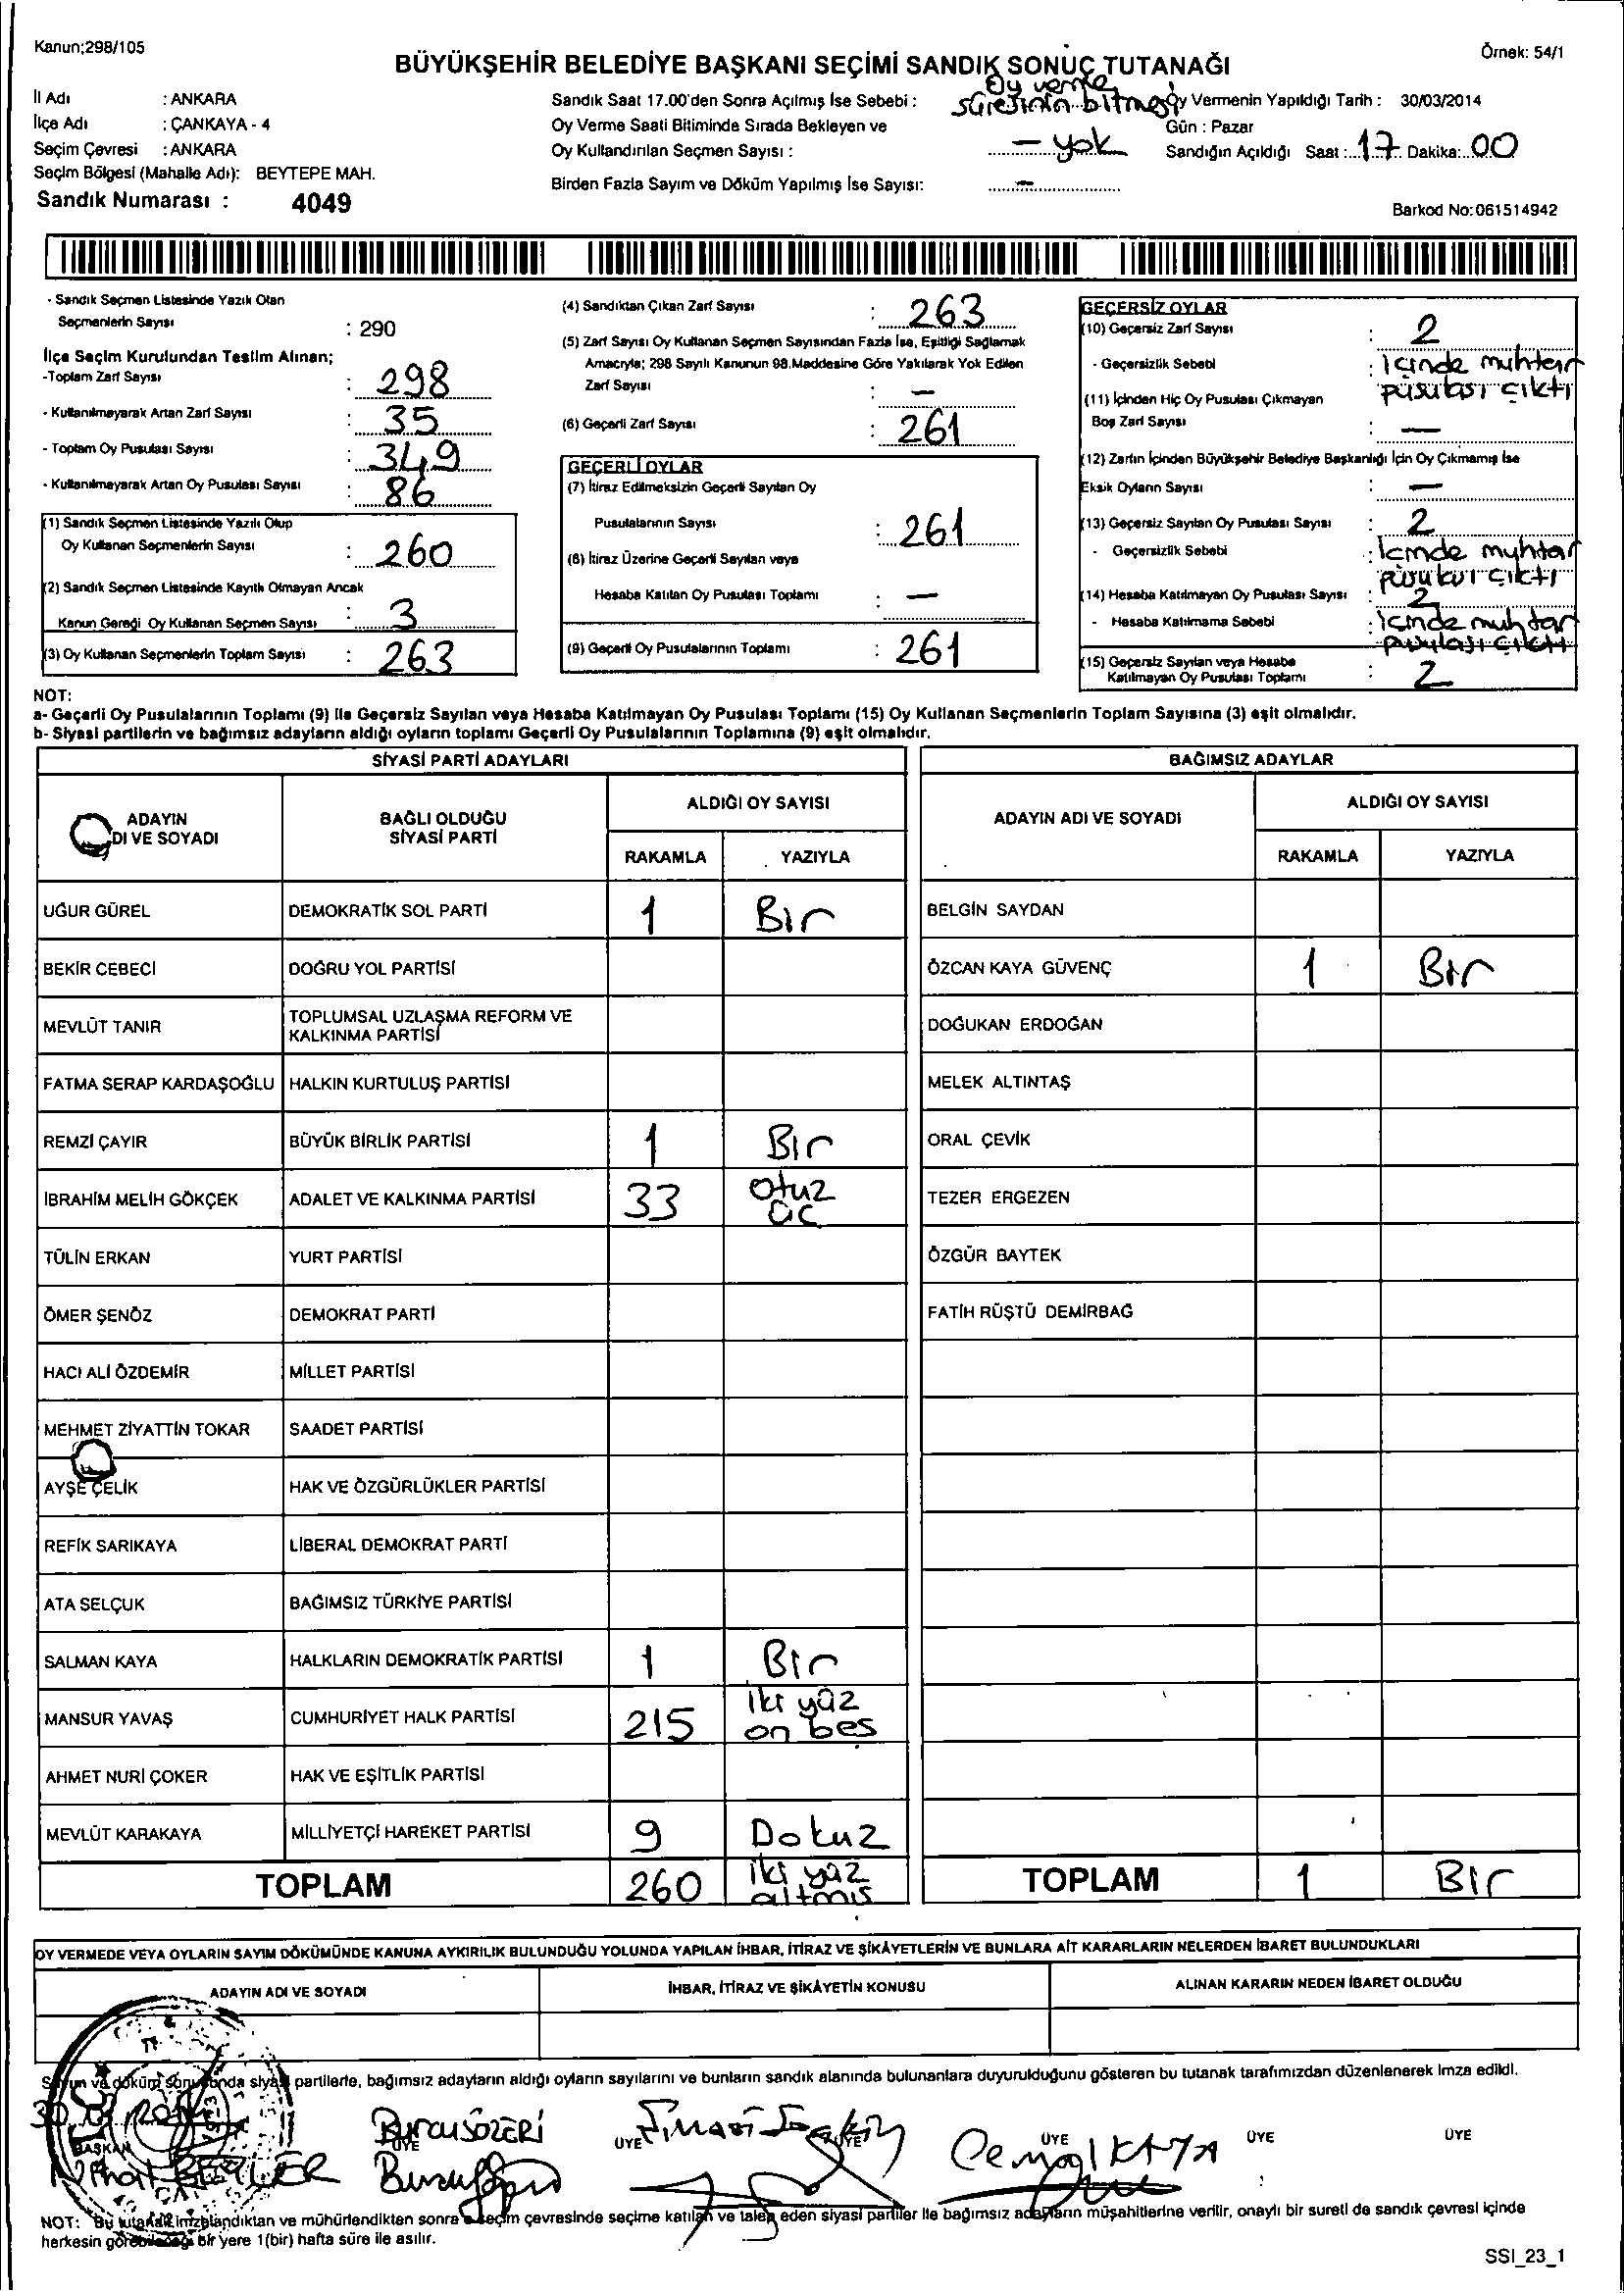 Kanun;298/105
Örnek: 54/1
BÜYÜKŞEHİR BELEDİYE BAŞKANI SEÇİMİ SANDIK SONUÇ TUTANAĞI
İl Adı : ANKARA
İlçe Adı : ÇANKAYA - 4
Seçim Çevresi : ANKARA
Seçim Bölgesi (Mahalle Adı): BEYTEPE MAH.
Sandık Numarası : 4049
Sandık Saat 17.00'den Sonra Açılmış İse Sebebi : Oy verme süresinin bitmesi
Oy Verme Saati Bitiminde Sırada Bekleyen ve
Oy Kullandırılan Seçmen Sayısı : - yok
Birden Fazla Sayım ve Döküm Yapılmış İse Sayısı: -
Oy Vermenin Yapıldığı Tarih : 30/03/2014
Gün : Pazar
Sandığın Açıldığı Saat : 17 Dakika: 00
Barkod No:061514942
- Sandık Seçmen Listesinde Yazılı Olan
Seçmenlerin Sayısı : 290
İlçe Seçim Kurulundan Teslim Alınan;
-Toplam Zarf Sayısı : 298
- Kullanılmayarak Artan Zarf Sayısı : 35
- Toplam Oy Pusulası Sayısı : 349
- Kullanılmayarak Artan Oy Pusulası Sayısı : 86
(1) Sandık Seçmen Listesinde Yazılı Olup
Oy Kullanan Seçmenlerin Sayısı : 260
(2) Sandık Seçmen Listesinde Kayıtlı Olmayan Ancak
Kanun Gereği Oy Kullanan Seçmen Sayısı : 3
(3) Oy Kullanan Seçmenlerin Toplam Sayısı : 263
(4) Sandıktan Çıkan Zarf Sayısı : 263
(5) Zarf Sayısı Oy Kullanan Seçmen Sayısından Fazla İse, Eşitliği Sağlamak
Amacıyla; 298 Sayılı Kanunun 98.Maddesine Göre Yakılarak Yok Edilen
Zarf Sayısı : -
(6) Geçerli Zarf Sayısı : 261
GEÇERLİ OYLAR
(7) İtiraz Edilmeksizin Geçerli Sayılan Oy
Pusulalarının Sayısı : 261
(8) İtiraz Üzerine Geçerli Sayılan veya
Hesaba Katılan Oy Pusulası Toplamı : -
(9) Geçerli Oy Pusulalarının Toplamı : 261
GEÇERSİZ OYLAR
(10) Geçersiz Zarf Sayısı : 2
- Geçersizlik Sebebi : içinde muhtar
pusulası çıktı
(11) İçinden Hiç Oy Pusulası Çıkmayan
Boş Zarf Sayısı : -
(12) Zarfın İçinden Büyükşehir Belediye Başkanlığı İçin Oy Çıkmamış İse
Eksik Oyların Sayısı : -
(13) Geçersiz Sayılan Oy Pusulası Sayısı : 2
- Geçersizlik Sebebi : İçinde muhtar
pusulası çıktı
(14) Hesaba Katılmayan Oy Pusulası Sayısı : 2
- Hesaba Katılmama Sebebi : içinde muhtar
pusulası çıktı
(15) Geçersiz Sayılan veya Hesaba
Katılmayan Oy Pusulası Toplamı : 2
NOT:
a- Geçerli Oy Pusulalarının Toplamı (9) ile Geçersiz Sayılan veya Hesaba Katılmayan Oy Pusulası Toplamı (15) Oy Kullanan Seçmenlerin Toplam Sayısına (3) eşit olmalıdır.
b- Siyasi partilerin ve bağımsız adayların aldığı oyların toplamı Geçerli Oy Pusulalarının Toplamına (9) eşit olmalıdır.
SİYASİ PARTİ ADAYLARI
ADAYIN
DI VE SOYADI
BAĞLI OLDUĞU
SİYASİ PARTİ
ALDIĞI OY SAYISI
RAKAMLA YAZIYLA
UĞUR GÜREL DEMOKRATİK SOL PARTİ 1 Bir
BEKİR CEBECİ DOĞRU YOL PARTİSİ
MEVLÜT TANIR TOPLUMSAL UZLAŞMA REFORM VE
KALKINMA PARTİSİ
FATMA SERAP KARDAŞOĞLU HALKIN KURTULUŞ PARTİSİ
REMZİ ÇAYIR BÜYÜK BİRLİK PARTİSİ 1 Bir
İBRAHİM MELİH GÖKÇEK ADALET VE KALKINMA PARTİSİ 33 otuz
üç
TÜLİN ERKAN YURT PARTİSİ
ÖMER ŞENÖZ DEMOKRAT PARTİ
HACI ALİ ÖZDEMİR MİLLET PARTİSİ
MEHMET ZİYATTİN TOKAR SAADET PARTİSİ
AYŞE ÇELİK HAK VE ÖZGÜRLÜKLER PARTİSİ
REFİK SARIKAYA LİBERAL DEMOKRAT PARTİ
ATA SELÇUK BAĞIMSIZ TÜRKİYE PARTİSİ
SALMAN KAYA HALKLARIN DEMOKRATİK PARTİSİ 1 Bir
MANSUR YAVAŞ CUMHURİYET HALK PARTİSİ 215 iki yüz
on beş
AHMET NURİ ÇOKER HAK VE EŞİTLİK PARTİSİ
MEVLÜT KARAKAYA MİLLİYETÇİ HAREKET PARTİSİ 9 Dokuz
TOPLAM 260 iki yüz
altmış
BAĞIMSIZ ADAYLAR
ADAYIN ADI VE SOYADI
ALDIĞI OY SAYISI
RAKAMLA YAZIYLA
BELGİN SAYDAN
ÖZCAN KAYA GÜVENÇ 1 Bir
DOĞUKAN ERDOĞAN
MELEK ALTINTAŞ
ORAL ÇEVİK
TEZER ERGEZEN
ÖZGÜR BAYTEK
FATİH RÜŞTÜ DEMİRBAĞ
TOPLAM 1 Bir
OY VERMEDE VEYA OYLARIN SAYIM DÖKÜMÜNDE KANUNA AYKIRILIK BULUNDUĞU YOLUNDA YAPILAN İHBAR, İTİRAZ VE ŞİKÂYETLERİN VE BUNLARA AİT KARARLARIN NELERDEN İBARET BULUNDUKLARI
ADAYIN ADI VE SOYADI
İHBAR, İTİRAZ VE ŞİKÂYETİN KONUSU
ALINAN KARARIN NEDEN İBARET OLDUĞU
Sayım ve döküm sonucunda siyasi partilerle, bağımsız adayların aldığı oyların sayılarını ve bunların sandık alanında bulunanlara duyurulduğunu gösteren bu tutanak tarafımızdan düzenlenerek imza edildi.
BAŞKAN ÜYE ÜYE ÜYE ÜYE ÜYE ÜYE
Burcu SÖZERİ
KAYA
NOT: Bu tutanak imzalandıktan ve mühürlendikten sonra seçim çevresinde seçime katılan ve talep eden siyasi partiler ile bağımsız adayların müşahitlerine verilir, onaylı bir sureti de sandık çevresi içinde
herkesin görebileceği bir yere 1(bir) hafta süre ile asılır.
SSI_23_1